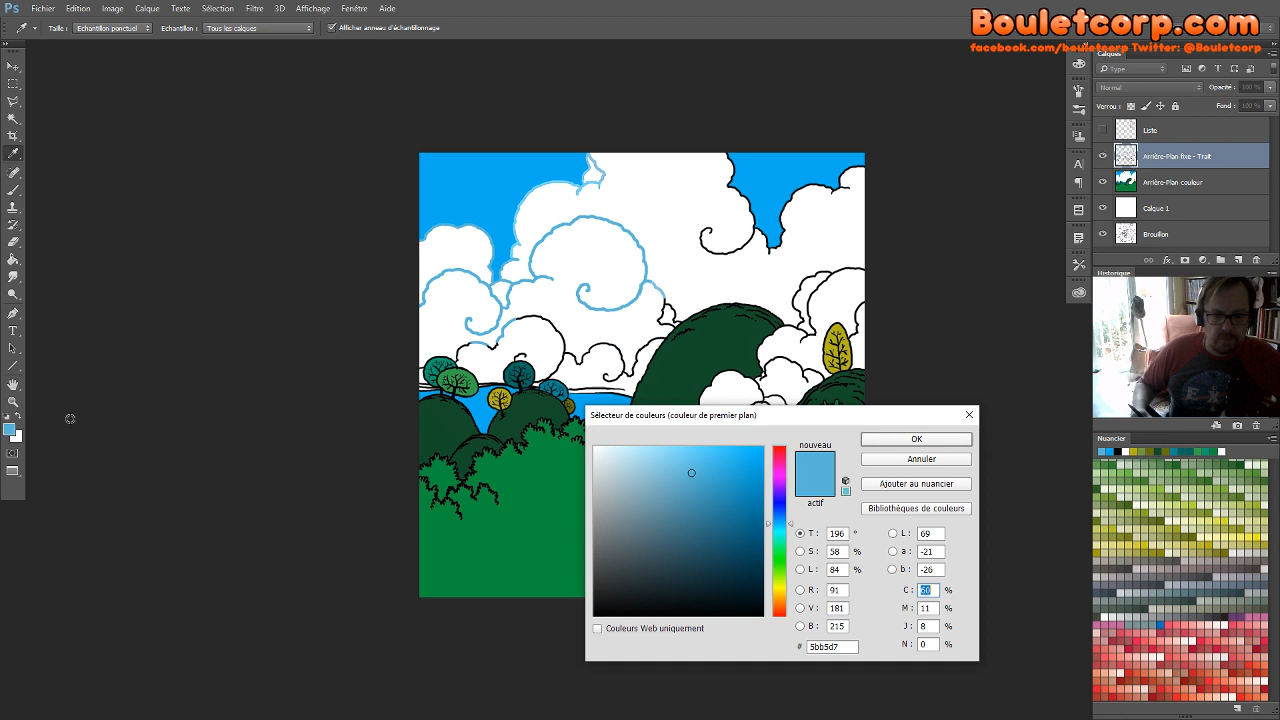 Ps Fichier Edition Image Calque Texte Sélection Filtre 3D Affichage Fenêtre Aide
Taille : Echantillon ponctuel Echantillon : Tous les calques Afficher anneau d'échantillonnage
Bouletcorp.com
facebook.com/bouletcorp Twitter: @Bouletcorp
Calques
Type
Normal Opacité : 100 %
Verrou : Fond : 100 %
Liste
Arrière-Plan fixe - Trait
Arrière-Plan couleur
Calque 1
Brouillon
fx
Historique
Nuancier
Sélecteur de couleurs (couleur de premier plan)
nouveau
actif
OK
Annuler
Ajouter au nuancier
Bibliothèques de couleurs
T : 196 ° L : 69
S : 58 % a : -21
L : 84 % b : -26
R : 91 C : 60 %
V : 181 M : 11 %
B : 215 J : 8 %
# 5bb5d7 N : 0 %
Couleurs Web uniquement